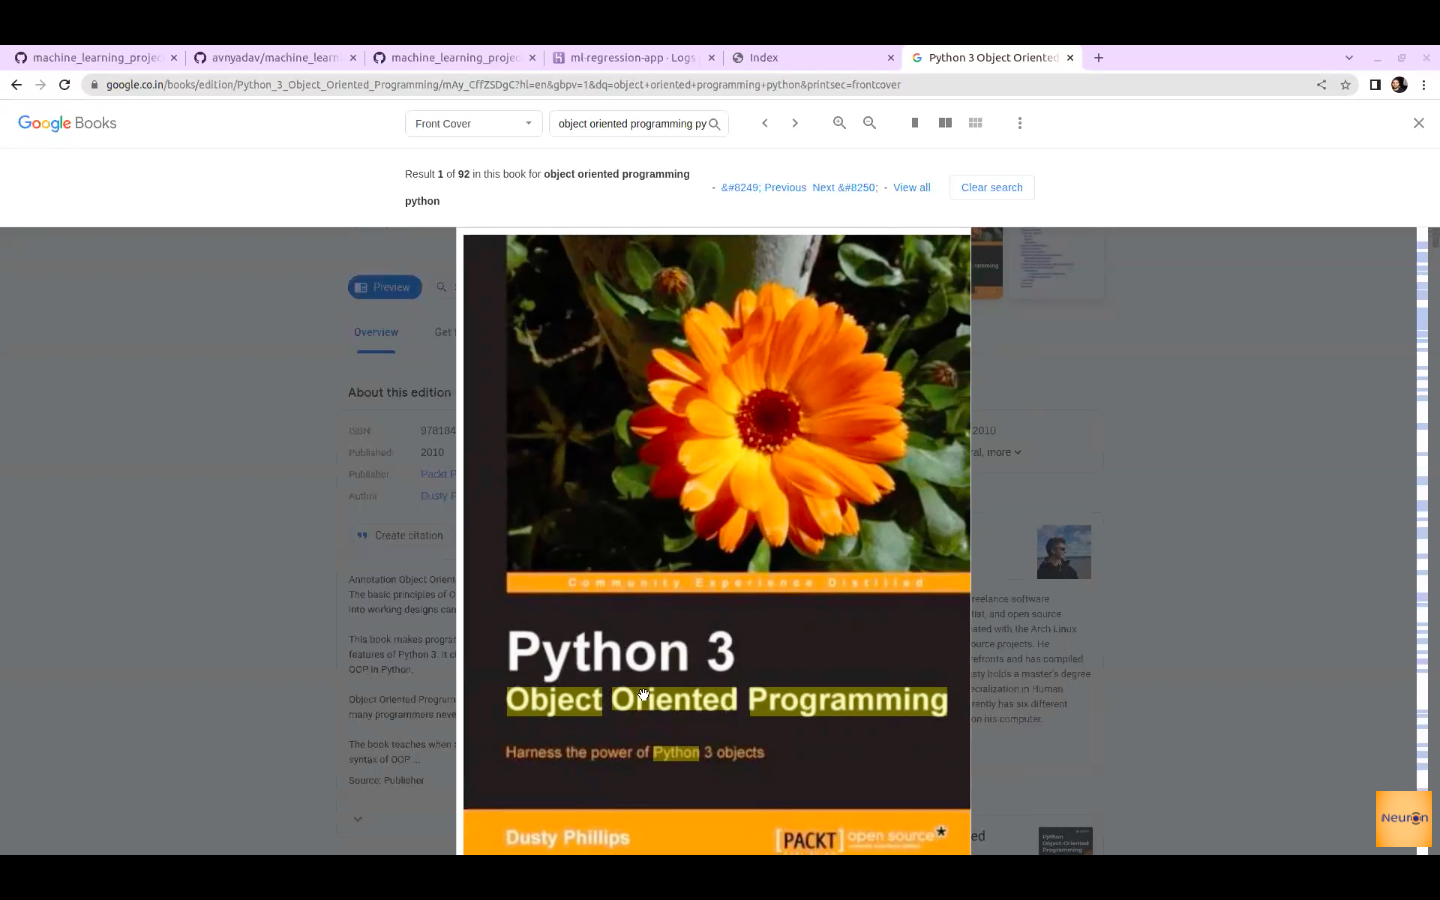 machine_learning_projec
avnyadav/machine_learn
machine_learning_projec
ml-regression-app · Logs
Index
Python 3 Object Oriented
google.co.in/books/edition/Python_3_Object_Oriented_Programming/mAy_CffZSDgC?hl=en&gbpv=1&dq=object+oriented+programming+python&printsec=frontcover
Google Books
Front Cover
object oriented programming py
Result 1 of 92 in this book for object oriented programming
python
- &#8249; Previous Next &#8250; - View all
Clear search
Preview
Overview
Get
About this edition
ISBN:
978184
2010
Published:
2010
ral, more
Publisher:
Packt P
Author:
Dusty P
Create citation
Annotation Object Orient
The basic principles of O
into working designs can
This book makes progra
features of Python 3. It c
OOP in Python.
Object Oriented Program
many programmers neve
The book teaches when
syntax of OOP ...
Source: Publisher
reelance software
tist, and open source
ated with the Arch Linux
ource projects. He
refronts and has compiled
usty holds a master's degree
ecialization in Human
rently has six different
on his computer.
ed
Community Experience Distilled
Python 3
Object Oriented Programming
Harness the power of Python 3 objects
Dusty Phillips
[PACKT] open source*
Python
Object-Oriented
Programming
iNeuron